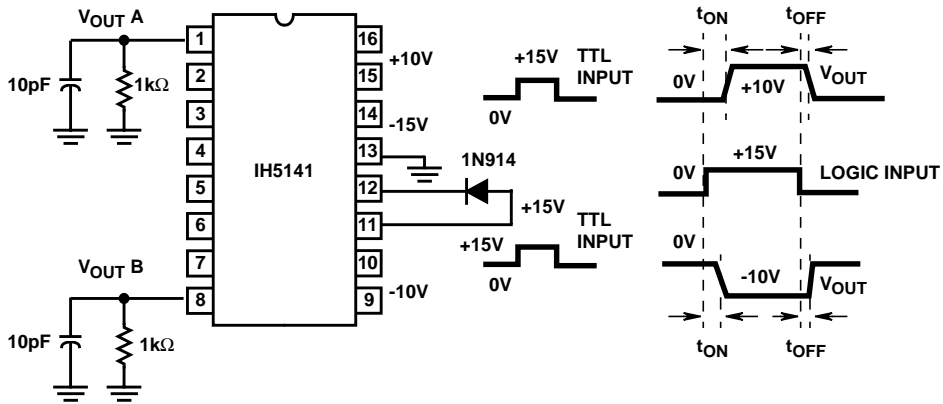 V_OUT A
10pF
1kΩ
1
2
3
4
5
6
7
8
IH5141
16
15
14
13
12
11
10
9
+10V
-15V
1N914
+15V
-10V
V_OUT B
10pF
1kΩ
+15V
TTL
INPUT
0V
TTL
INPUT
+15V
0V
t_ON
t_OFF
0V
+10V
V_OUT
0V
+15V
LOGIC INPUT
0V
-10V
V_OUT
t_ON
t_OFF